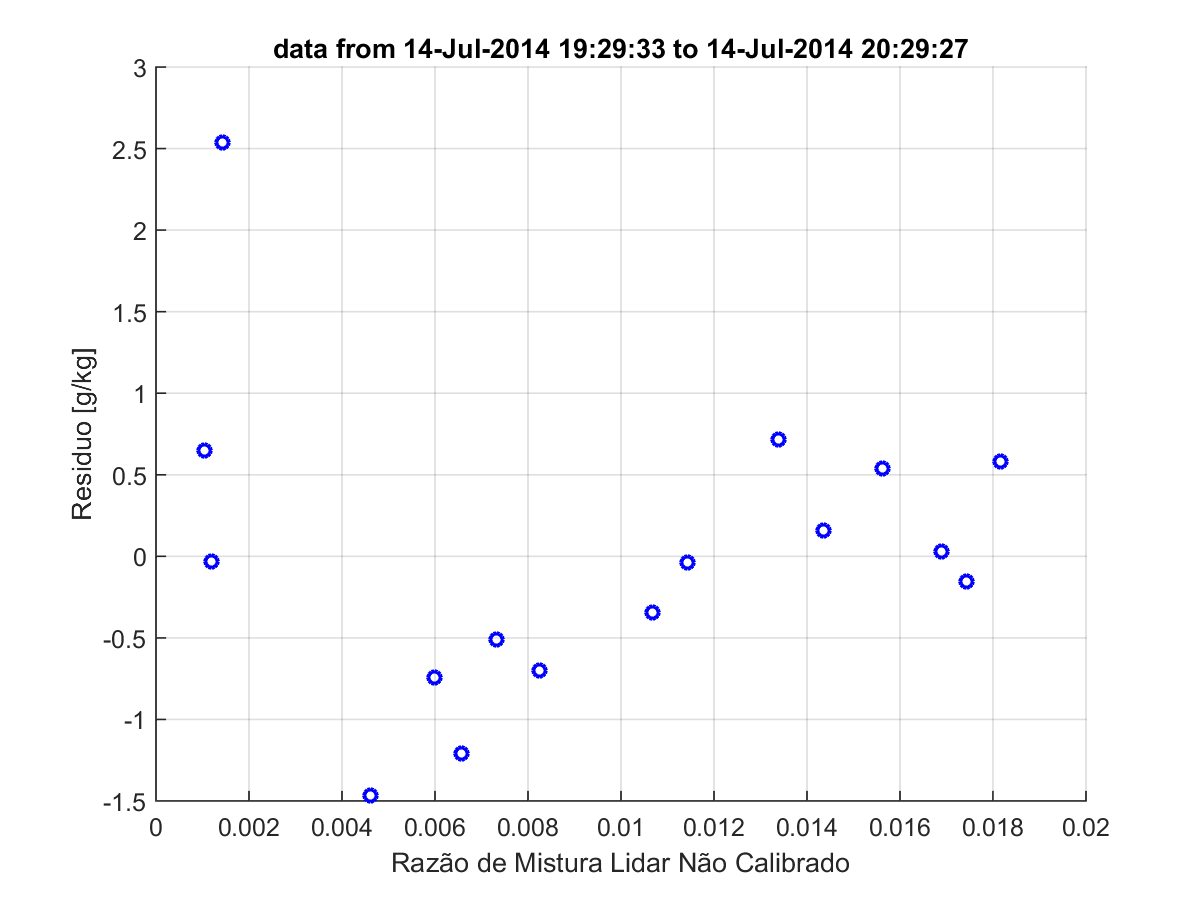 data from 14-Jul-2014 19:29:33 to 14-Jul-2014 20:29:27
3
2.5
2
1.5
1
0.5
0
-0.5
-1
-1.5
Residuo [g/kg]
0 0.002 0.004 0.006 0.008 0.01 0.012 0.014 0.016 0.018 0.02
Razão de Mistura Lidar Não Calibrado